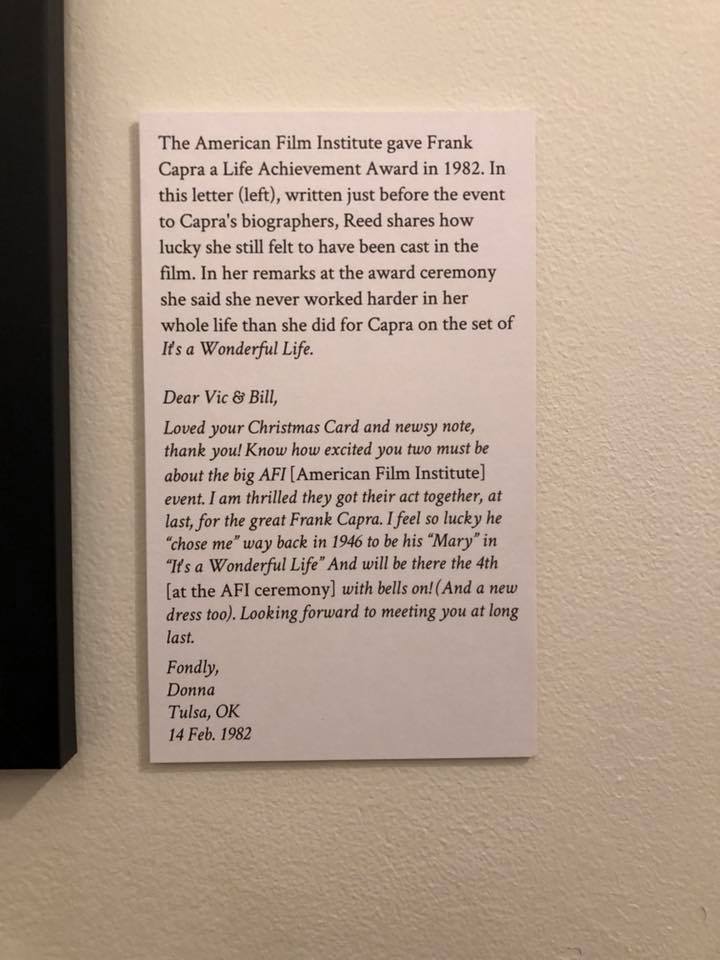 The American Film Institute gave Frank
Capra a Life Achievement Award in 1982. In
this letter (left), written just before the event
to Capra's biographers, Reed shares how
lucky she still felt to have been cast in the
film. In her remarks at the award ceremony
she said she never worked harder in her
whole life than she did for Capra on the set of
It's a Wonderful Life.
Dear Vic & Bill,
Loved your Christmas Card and newsy note,
thank you! Know how excited you two must be
about the big AFI [American Film Institute]
event. I am thrilled they got their act together, at
last, for the great Frank Capra. I feel so lucky he
“chose me” way back in 1946 to be his “Mary” in
“It's a Wonderful Life” And will be there the 4th
[at the AFI ceremony] with bells on! (And a new
dress too). Looking forward to meeting you at long
last.
Fondly,
Donna
Tulsa, OK
14 Feb. 1982